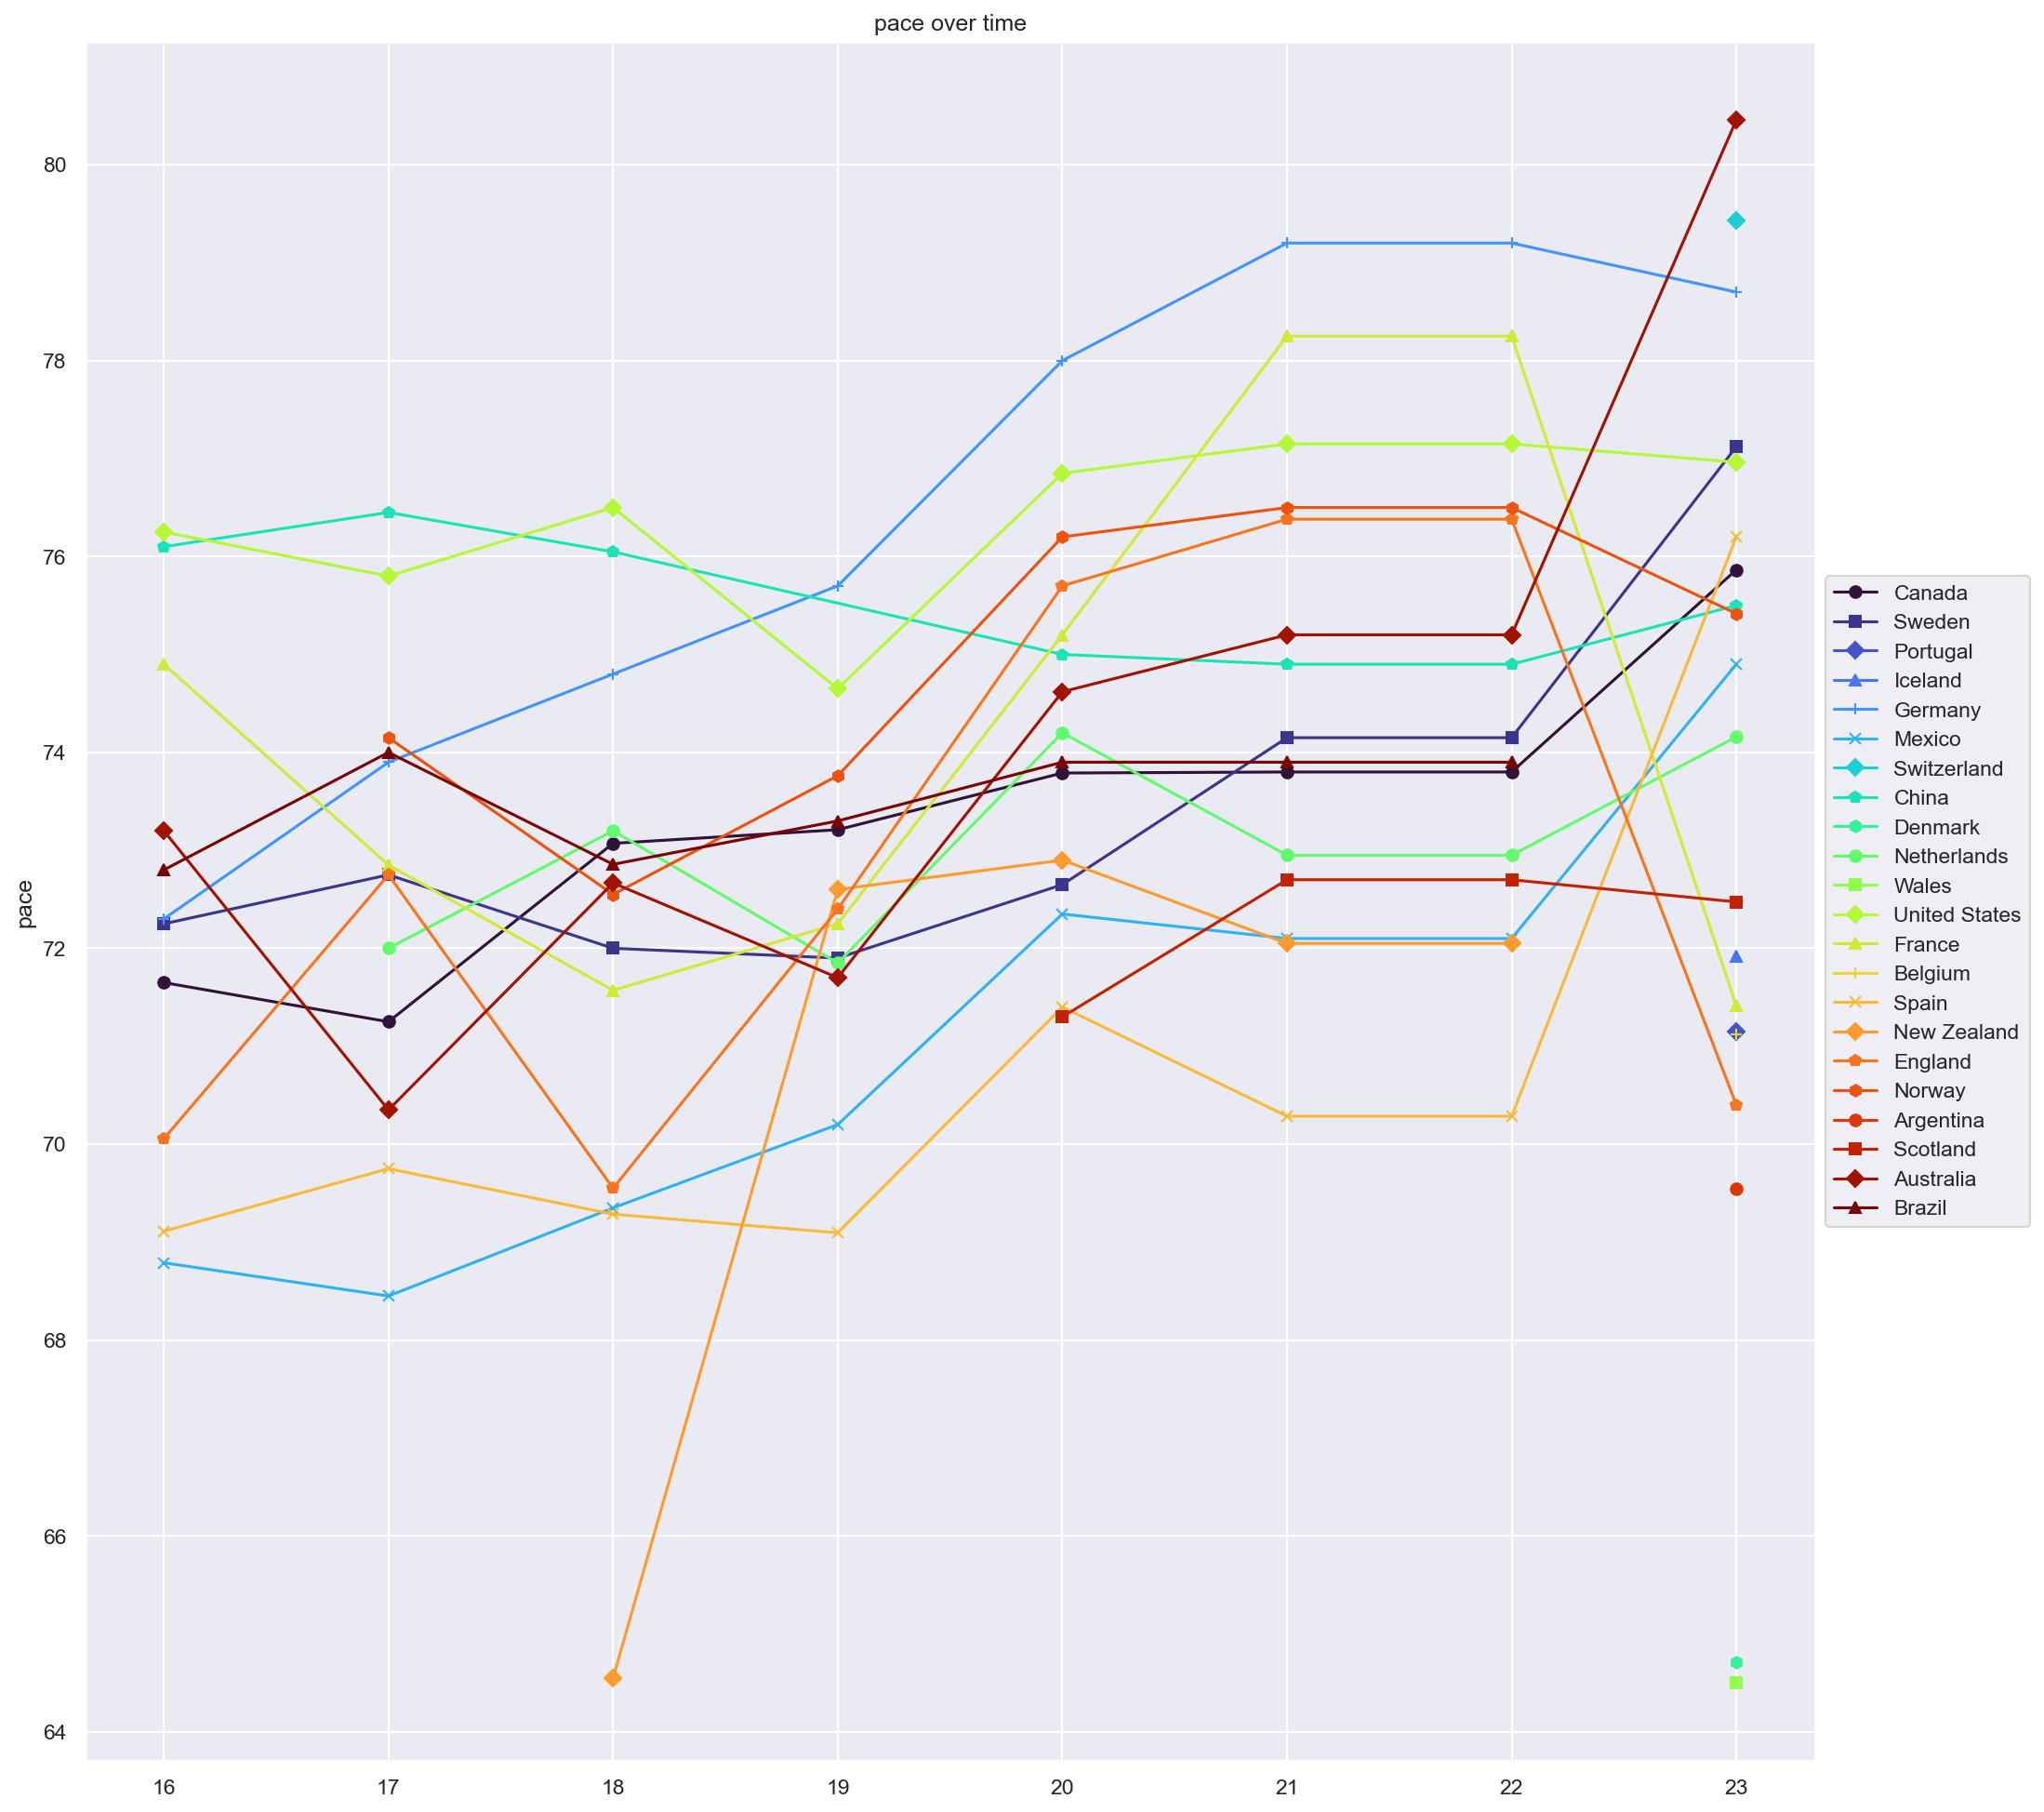 pace over time
80
78
76
74
72
70
68
66
64
pace
16 17 18 19 20 21 22 23
Canada
Sweden
Portugal
Iceland
Germany
Mexico
Switzerland
China
Denmark
Netherlands
Wales
United States
France
Belgium
Spain
New Zealand
England
Norway
Argentina
Scotland
Australia
Brazil